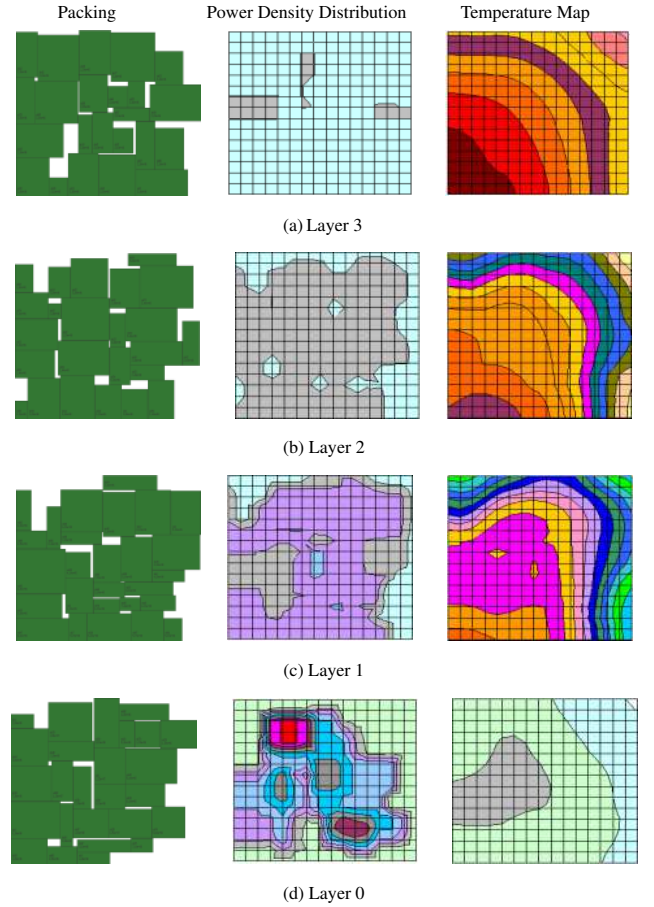 Packing Power Density Distribution Temperature Map
(a) Layer 3
(b) Layer 2
(c) Layer 1
(d) Layer 0